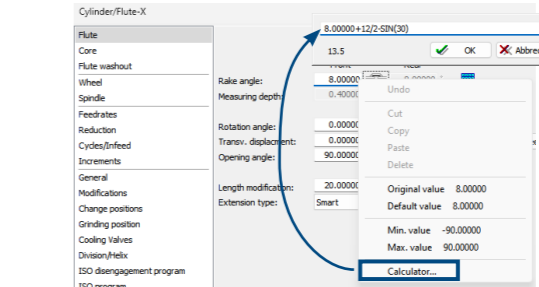 Cylinder/Flute-X
8.00000+12/2-SIN(30)
13.5
OK
Flute
Core
Flute washout
Wheel
Spindle
Feedrates
Reduction
Cycles/Infeed
Increments
General
Modifications
Change positions
Grinding position
Cooling Valves
Division/Helix
ISO disengagement program
ISO program
Rake angle: 8.00000
Measuring depth: 0.40000
Rotation angle: 0.00000
Transv. displacment: 0.00000
Opening angle: 90.00000
Length modification: 20.00000
Extension type: Smart
Undo
Cut
Copy
Paste
Delete
Original value 8.00000
Default value 8.00000
Min. value -90.00000
Max. value 90.00000
Calculator...